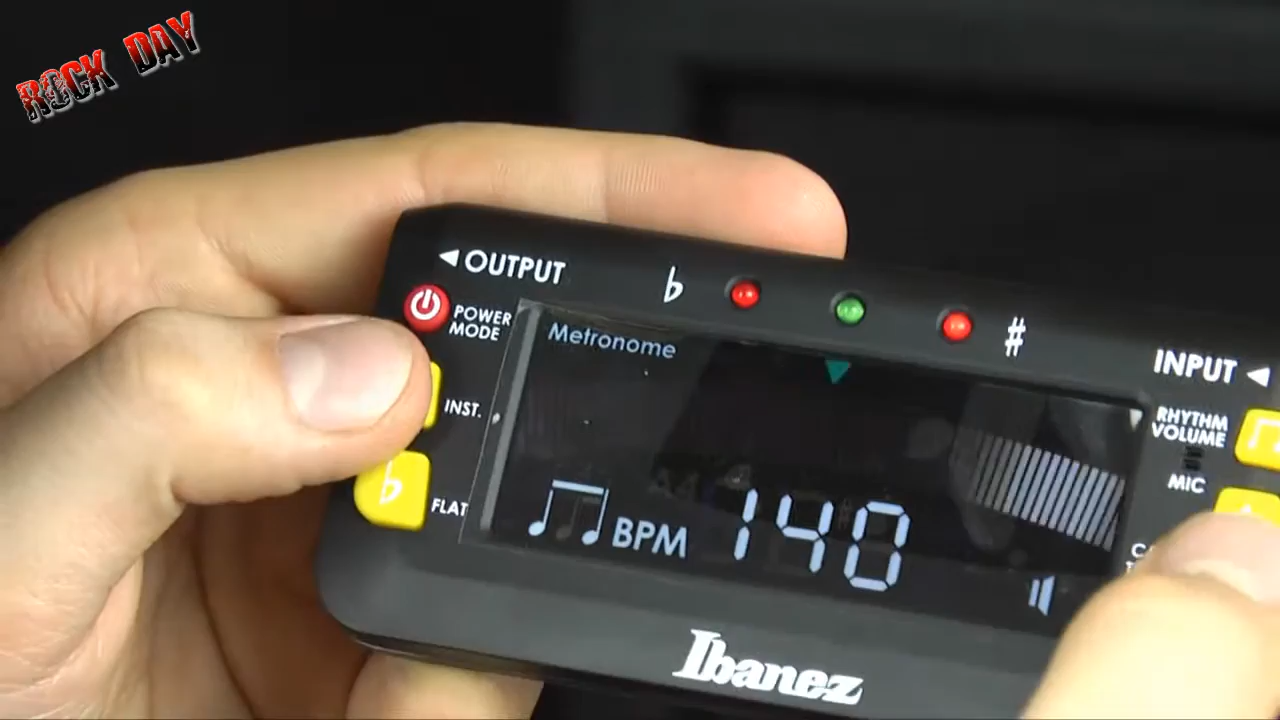 ROCK DAY
◄OUTPUT
♭
#
INPUT◄
POWER
MODE
Metronome
RHYTHM
VOLUME
INST.
MIC
♭
FLAT
BPM 140
Ibanez